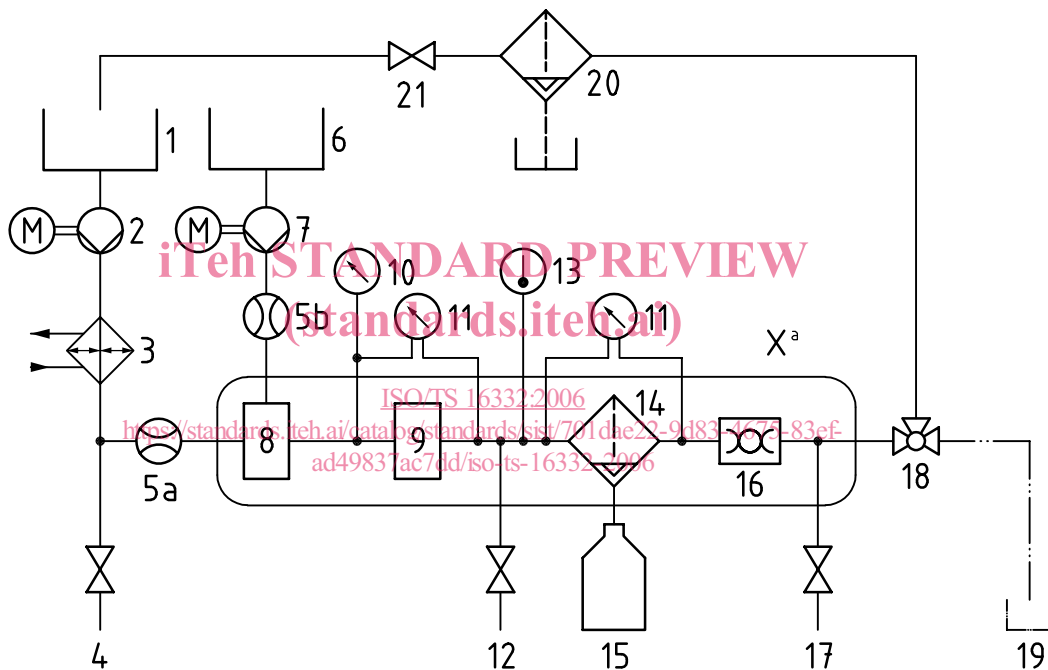 21
20
1
6
M
2
M
7
iTeh STANDARD PREVIEW
10
13
5b
11
11
(standards.iteh.ai)
3
X a
ISO/TS 16332:2006
14
https://standards.iteh.ai/catalog/standards/sist/701dae22-9d83-4675-83ef-
8
9
ad49837ac7dd/iso-ts-16332-2006
5a
16
18
4
12
15
17
19